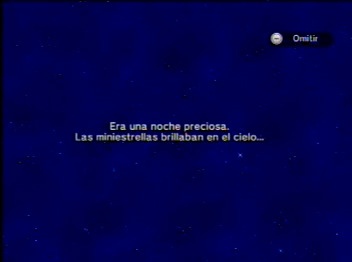 Omitir
Era una noche preciosa.
Las miniestrellas brillaban en el cielo...